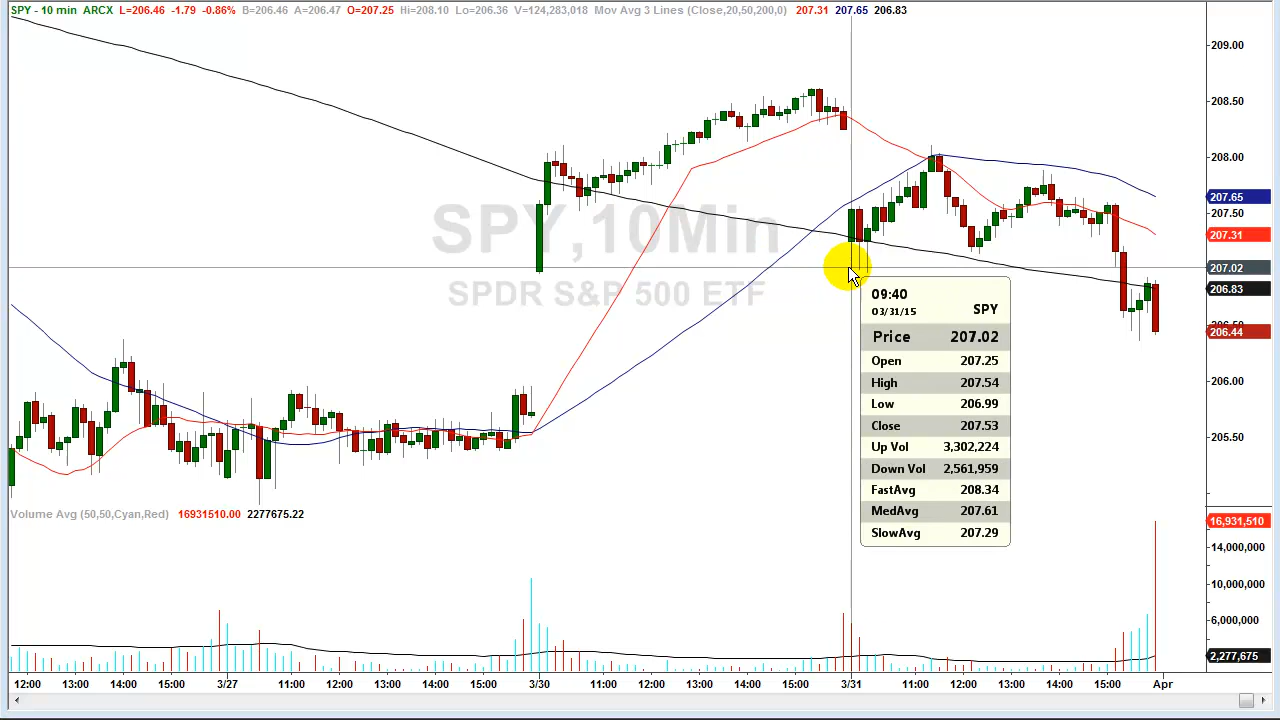 SPY - 10 min ARCX L=206.46 -1.79 -0.86% B=206.46 A=206.47 O=207.25 Hi=208.10 Lo=206.36 V=124,283,018 Mov Avg 3 Lines (Close,20,50,200,0) 207.31 207.65 206.83
209.00
208.50
208.00
207.65
207.50
207.31
207.02
206.83
206.50
206.44
206.00
205.50
SPY,10Min
SPDR S&P 500 ETF
09:40
03/31/15 SPY
Price 207.02
Open 207.25
High 207.54
Low 206.99
Close 207.53
Up Vol 3,302,224
Down Vol 2,561,959
FastAvg 208.34
MedAvg 207.61
SlowAvg 207.29
Volume Avg (50,50,Cyan,Red) 16931510.00 2277675.22
16,931,510
14,000,000
10,000,000
6,000,000
2,277,675
12:00 13:00 14:00 15:00 3/27 11:00 12:00 13:00 14:00 15:00 3/30 11:00 12:00 13:00 14:00 15:00 3/31 11:00 12:00 13:00 14:00 15:00 Apr